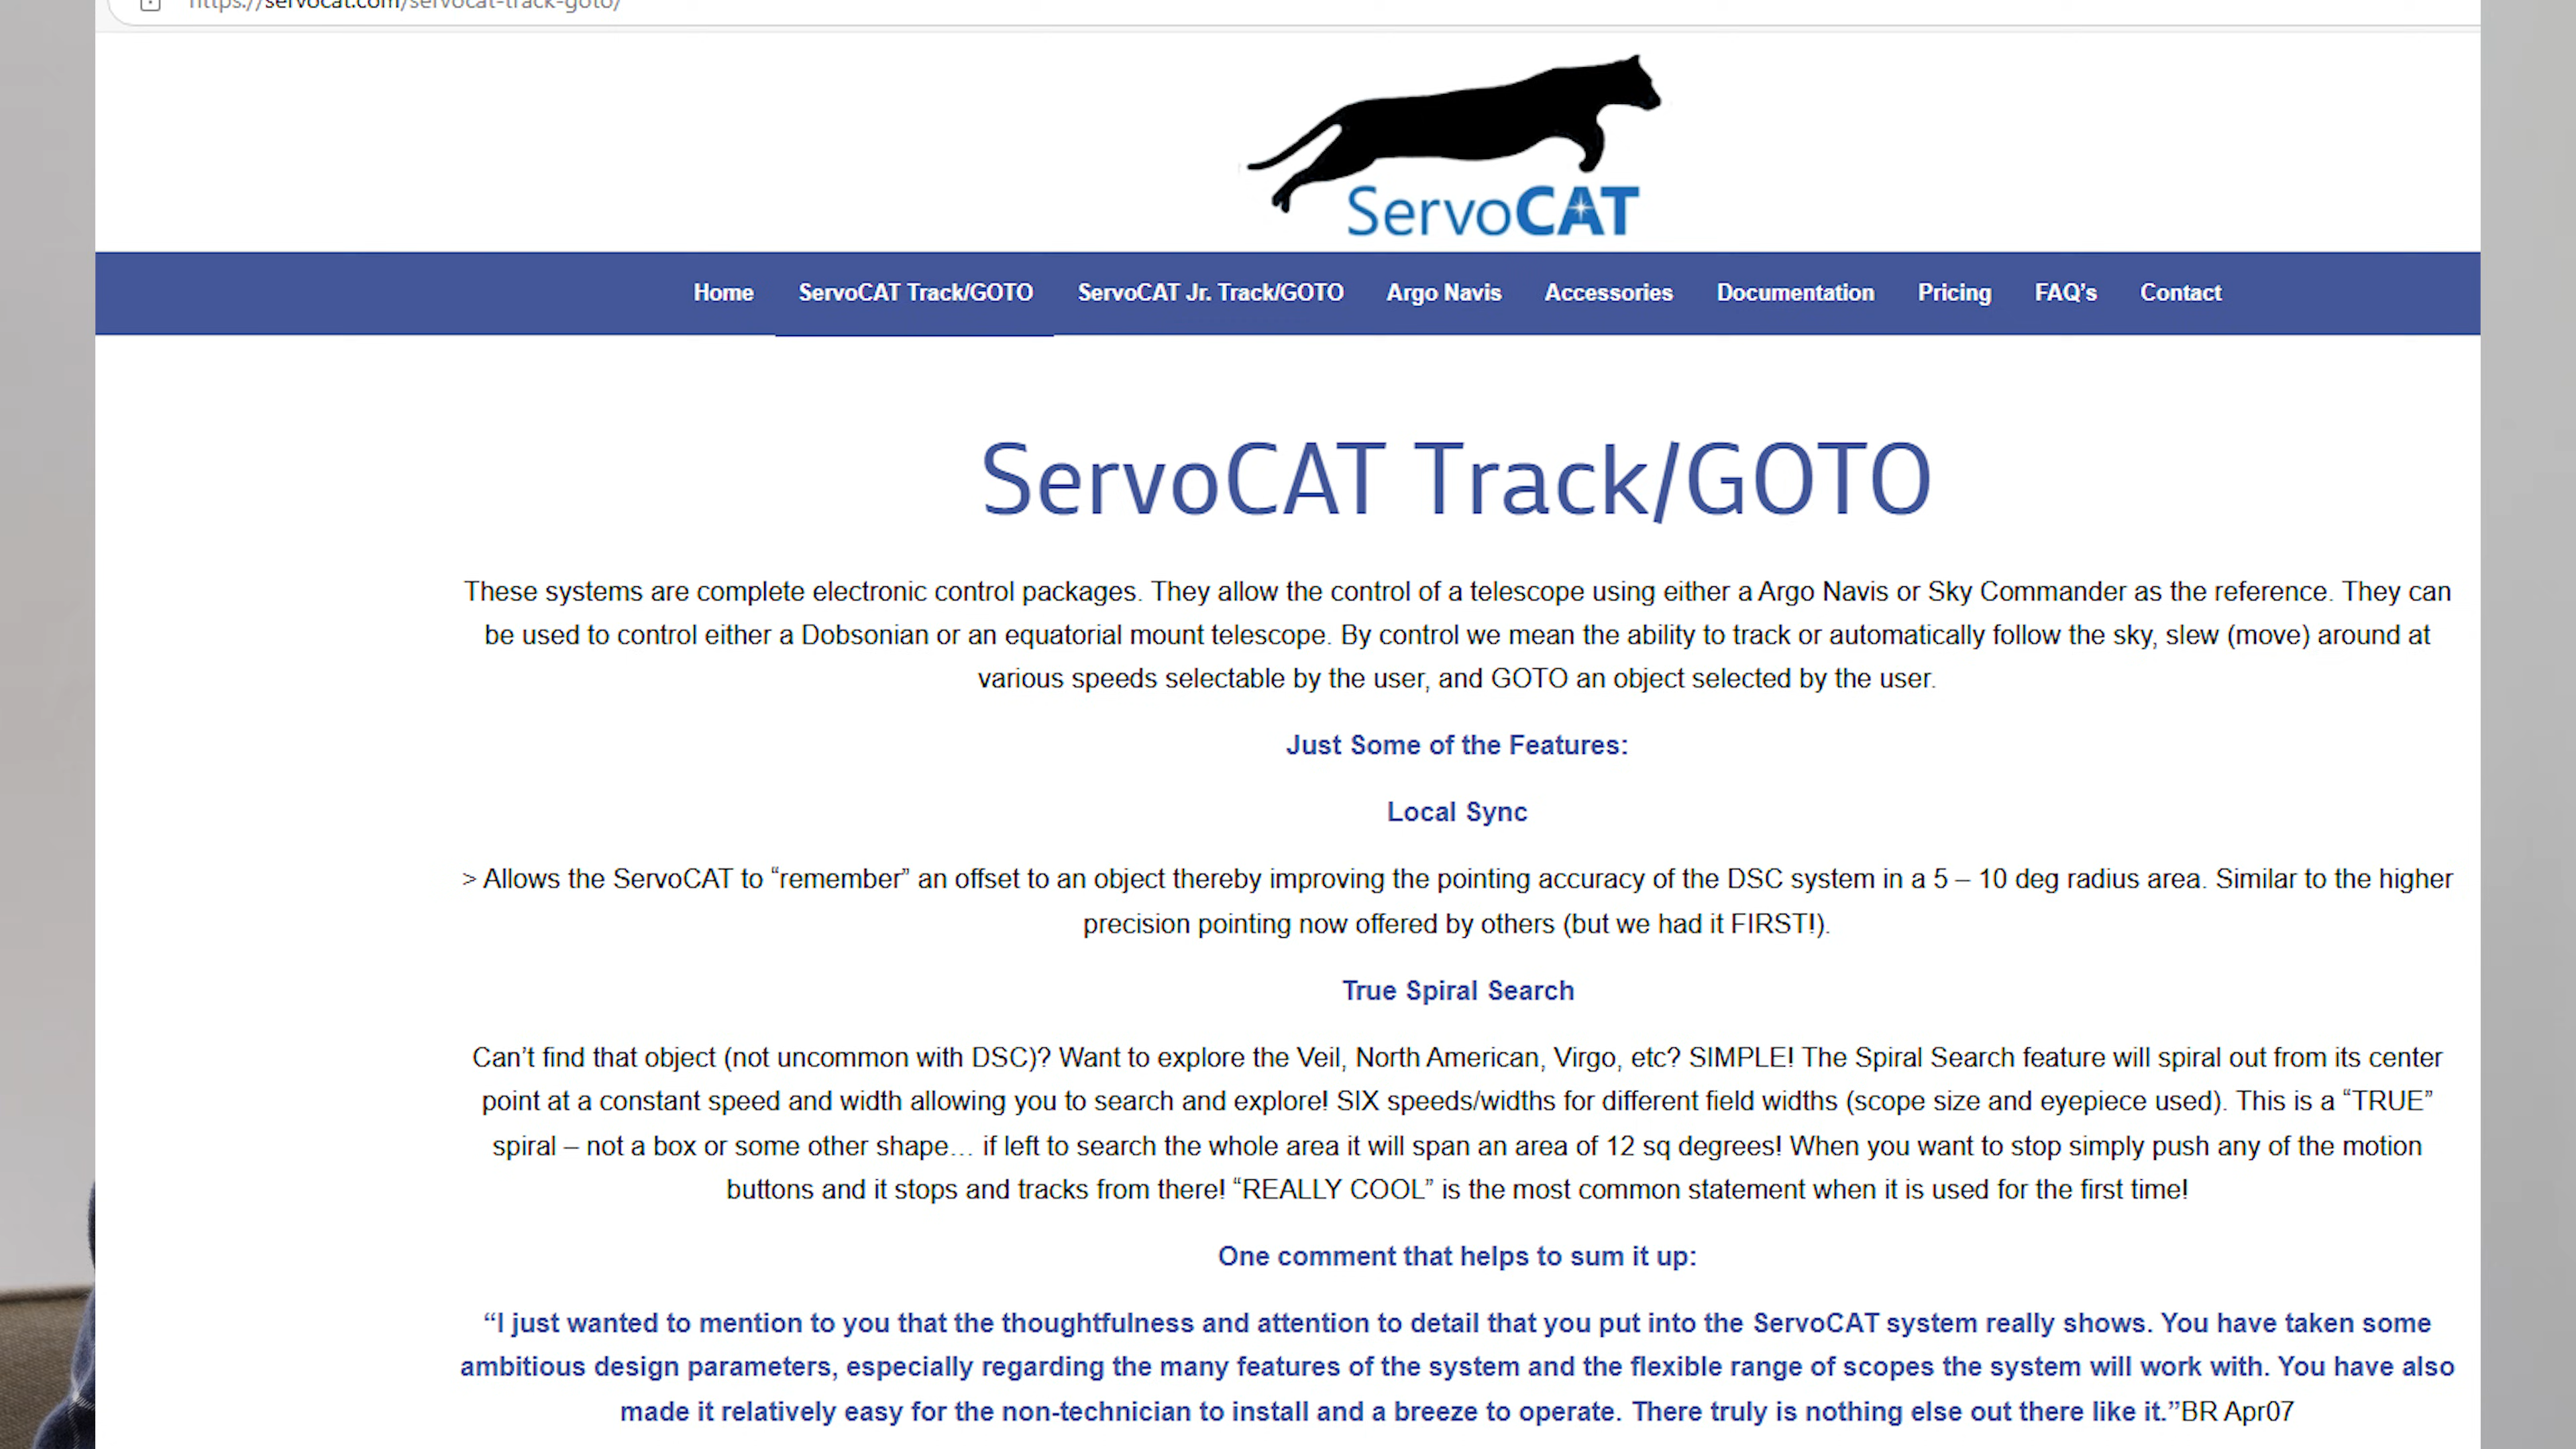 https://servocat.com/servocat-track-goto/
ServoCAT
Home ServoCAT Track/GOTO ServoCAT Jr. Track/GOTO Argo Navis Accessories Documentation Pricing FAQ’s Contact
ServoCAT Track/GOTO
These systems are complete electronic control packages. They allow the control of a telescope using either a Argo Navis or Sky Commander as the reference. They can
be used to control either a Dobsonian or an equatorial mount telescope. By control we mean the ability to track or automatically follow the sky, slew (move) around at
various speeds selectable by the user, and GOTO an object selected by the user.
Just Some of the Features:
Local Sync
> Allows the ServoCAT to “remember” an offset to an object thereby improving the pointing accuracy of the DSC system in a 5 – 10 deg radius area. Similar to the higher
precision pointing now offered by others (but we had it FIRST!).
True Spiral Search
Can’t find that object (not uncommon with DSC)? Want to explore the Veil, North American, Virgo, etc? SIMPLE! The Spiral Search feature will spiral out from its center
point at a constant speed and width allowing you to search and explore! SIX speeds/widths for different field widths (scope size and eyepiece used). This is a “TRUE”
spiral – not a box or some other shape… if left to search the whole area it will span an area of 12 sq degrees! When you want to stop simply push any of the motion
buttons and it stops and tracks from there! “REALLY COOL” is the most common statement when it is used for the first time!
One comment that helps to sum it up:
“I just wanted to mention to you that the thoughtfulness and attention to detail that you put into the ServoCAT system really shows. You have taken some
ambitious design parameters, especially regarding the many features of the system and the flexible range of scopes the system will work with. You have also
made it relatively easy for the non-technician to install and a breeze to operate. There truly is nothing else out there like it.”BR Apr07